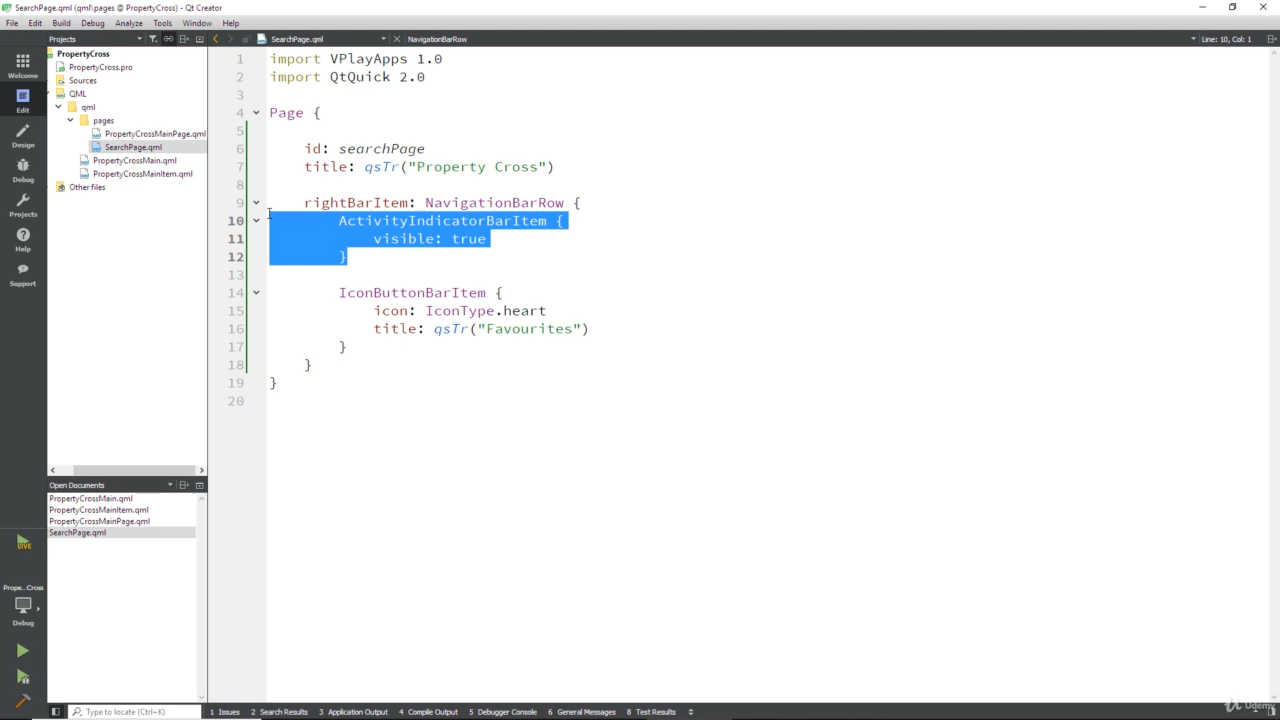 SearchPage.qml (qml\pages @ PropertyCross) - Qt Creator
File Edit Build Debug Analyze Tools Window Help
Projects
SearchPage.qml
NavigationBarRow
Line: 10, Col: 1
Welcome
Edit
Design
Debug
Projects
Help
Support
LIVE
Prope...Cross
Debug
PropertyCross
PropertyCross.pro
Sources
QML
qml
pages
PropertyCrossMainPage.qml
SearchPage.qml
PropertyCrossMain.qml
PropertyCrossMainItem.qml
Other files
Open Documents
PropertyCrossMain.qml
PropertyCrossMainItem.qml
PropertyCrossMainPage.qml
SearchPage.qml
1 import VPlayApps 1.0
2 import QtQuick 2.0
3
4 Page {
5
6 id: searchPage
7 title: qsTr("Property Cross")
8
9 rightBarItem: NavigationBarRow {
10 ActivityIndicatorBarItem {
11 visible: true
12 }
13
14 IconButtonBarItem {
15 icon: IconType.heart
16 title: qsTr("Favourites")
17 }
18 }
19 }
20
Type to locate (Ctrl+K)
1 Issues 2 Search Results 3 Application Output 4 Compile Output 5 Debugger Console 6 General Messages 8 Test Results
Udemy